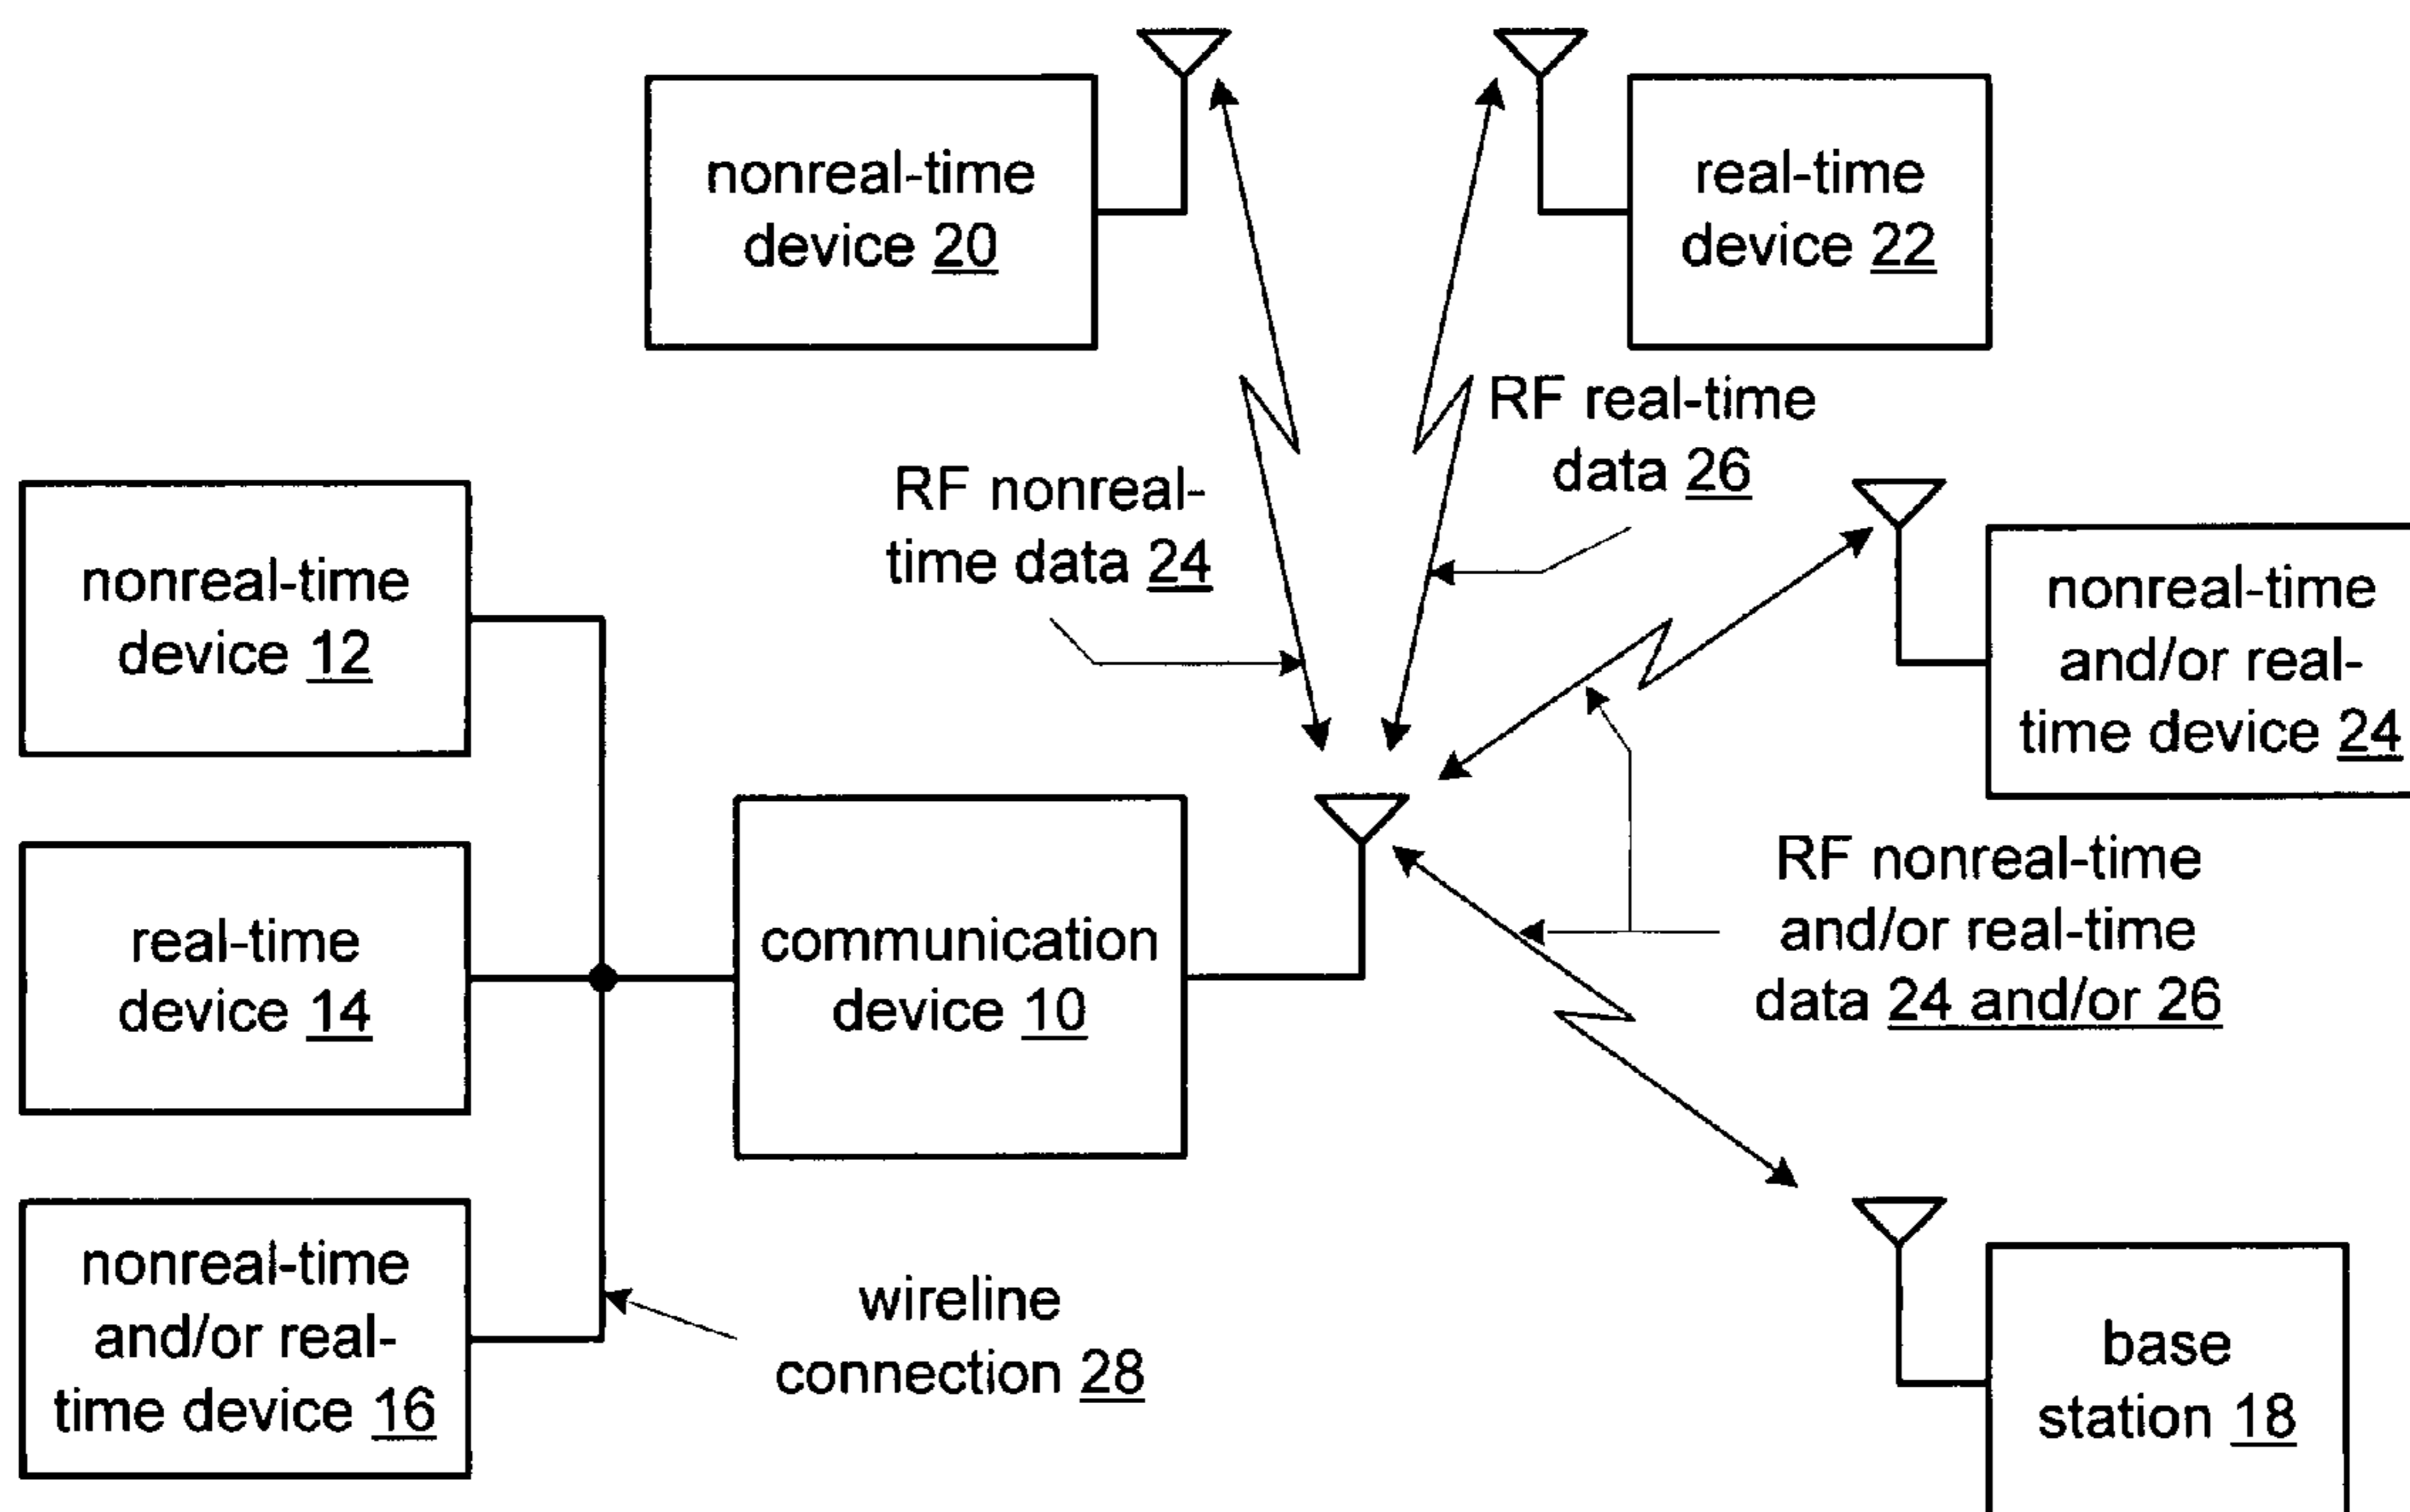 nonreal-time
device 20
real-time
device 22
RF real-time
data 26
RF nonreal-
time data 24
nonreal-time
device 12
nonreal-time
and/or real-
time device 24
real-time
device 14
communication
device 10
RF nonreal-time
and/or real-time
data 24 and/or 26
nonreal-time
and/or real-
time device 16
wireline
connection 28
base
station 18